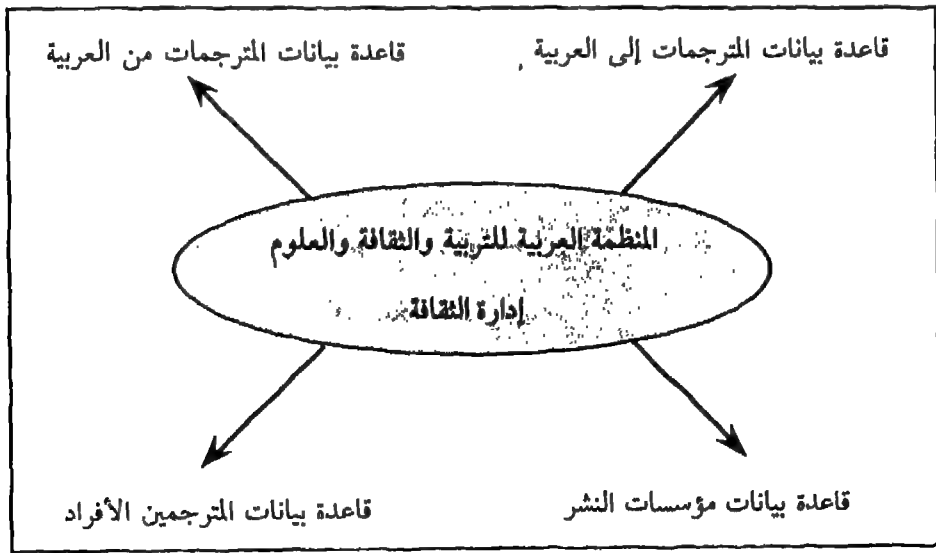 قاعدة بيانات المترجمات إلى العربية
قاعدة بيانات المترجمات من العربية
المنظمة العربية للتربية والثقافة والعلوم
إدارة الثقافة
قاعدة بيانات مؤسسات النشر
قاعدة بيانات المترجمين الأفراد